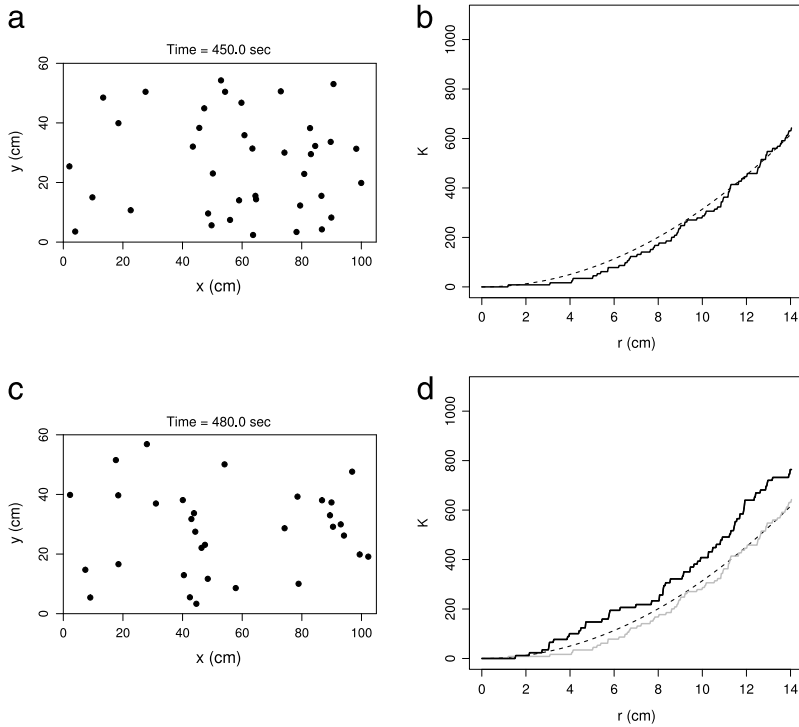 a
Time = 450.0 sec
60
40
20
0
y (cm)
0 20 40 60 80 100
x (cm)
b
1000
800
600
400
200
0
K
0 2 4 6 8 10 12 14
r (cm)
c
Time = 480.0 sec
60
40
20
0
y (cm)
0 20 40 60 80 100
x (cm)
d
1000
800
600
400
200
0
K
0 2 4 6 8 10 12 14
r (cm)